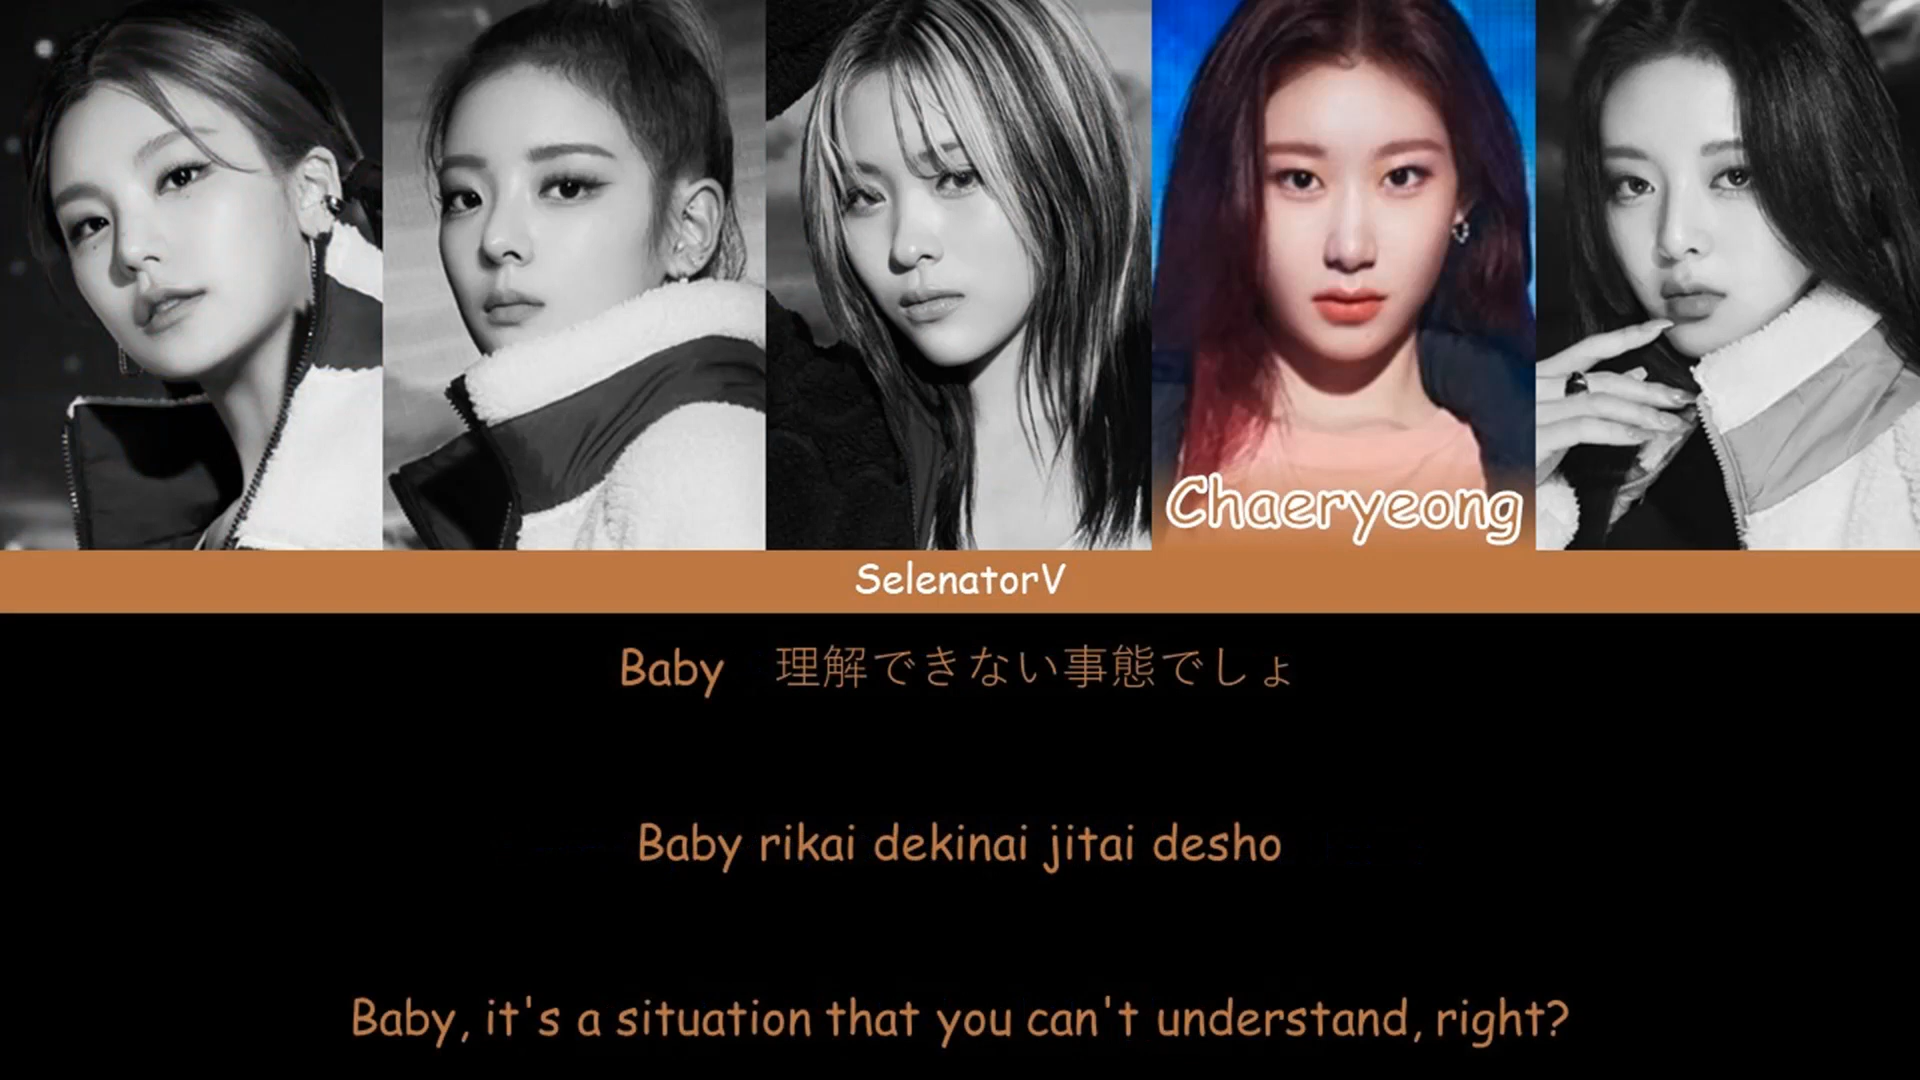 Chaeryeong
SelenatorV
Baby　理解できない事態でしょ
Baby rikai dekinai jitai desho
Baby, it's a situation that you can't understand, right?